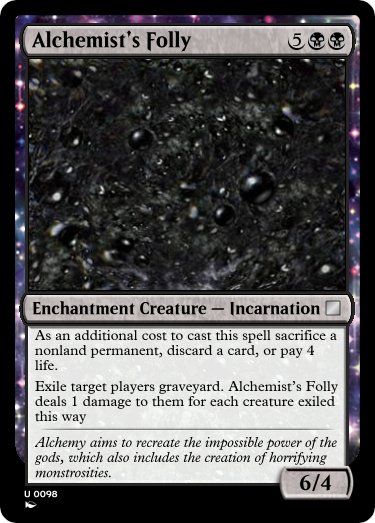 Alchemist's Folly 5
Enchantment Creature — Incarnation
As an additional cost to cast this spell sacrifice a
nonland permanent, discard a card, or pay 4
life.
Exile target players graveyard. Alchemist's Folly
deals 1 damage to them for each creature exiled
this way
Alchemy aims to recreate the impossible power of the
gods, which also includes the creation of horrifying
monstrosities.
6/4
U 0098